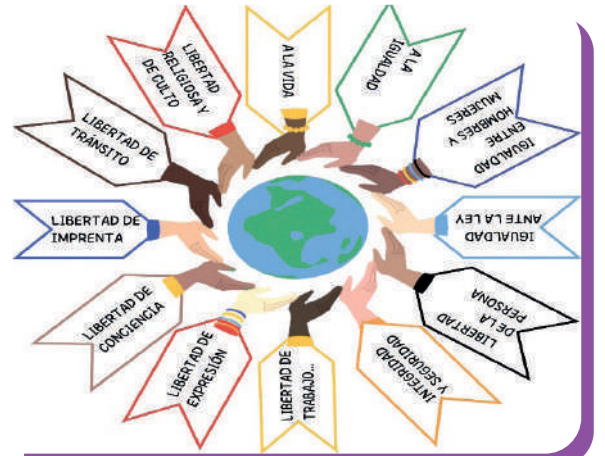 A LA VIDA
A LA
IGUALDAD
IGUALDAD
ENTRE
HOMBRES Y
MUJERES
IGUALDAD
ANTE LA LEY
LIBERTAD
DE LA
PERSONA
INTEGRIDAD
Y SEGURIDAD
LIBERTAD DE
TRABAJO...
LIBERTAD DE
EXPRESIÓN
LIBERTAD DE
CONCIENCIA
LIBERTAD DE
IMPRENTA
LIBERTAD DE
TRÁNSITO
LIBERTAD
RELIGIOSA Y
DE CULTO